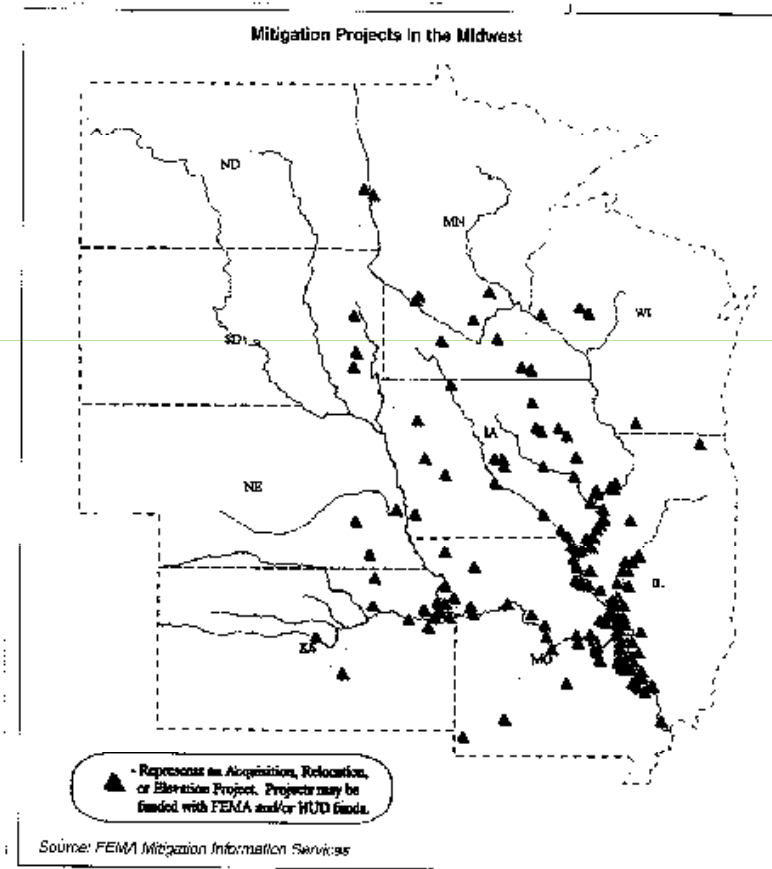 Mitigation Projects in the Midwest
ND
MN
WI
SD
IA
NE
IL
KS
MO
- Represents an Acquisition, Relocation,
or Elevation Project. Projects may be
funded with FEMA and/or HUD funds.
Source: FEMA Mitigation Information Services